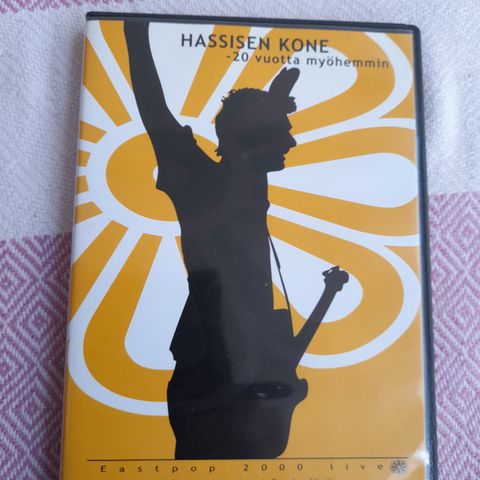 HASSISEN KONE
-20 vuotta myöhemmin
Eastpop 2000 live